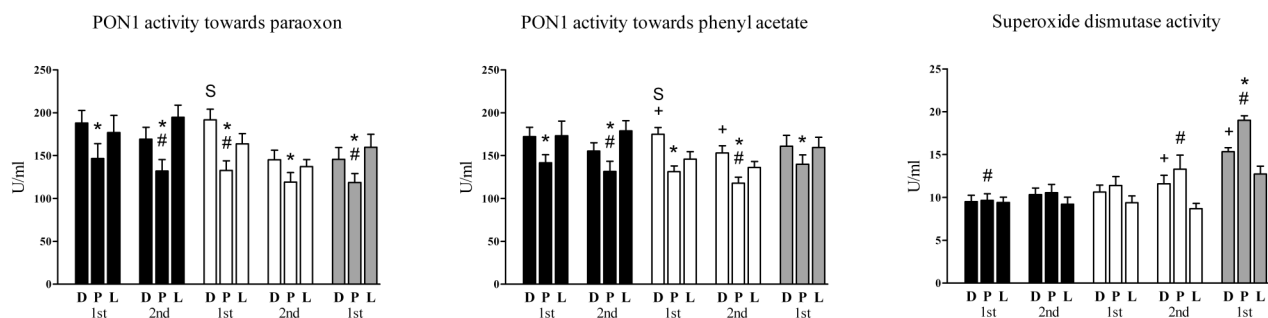 PON1 activity towards paraoxon
U/ml
250
200
150
100
50
0
S
* * * * *
# # #
D P L D P L D P L D P L D P L
1st 2nd 1st 2nd 1st
PON1 activity towards phenyl acetate
U/ml
250
200
150
100
50
0
S
+ +
* * * * *
# #
D P L D P L D P L D P L D P L
1st 2nd 1st 2nd 1st
Superoxide dismutase activity
U/ml
25
20
15
10
5
0
*
# # #
+ +
D P L D P L D P L D P L D P L
1st 2nd 1st 2nd 1st